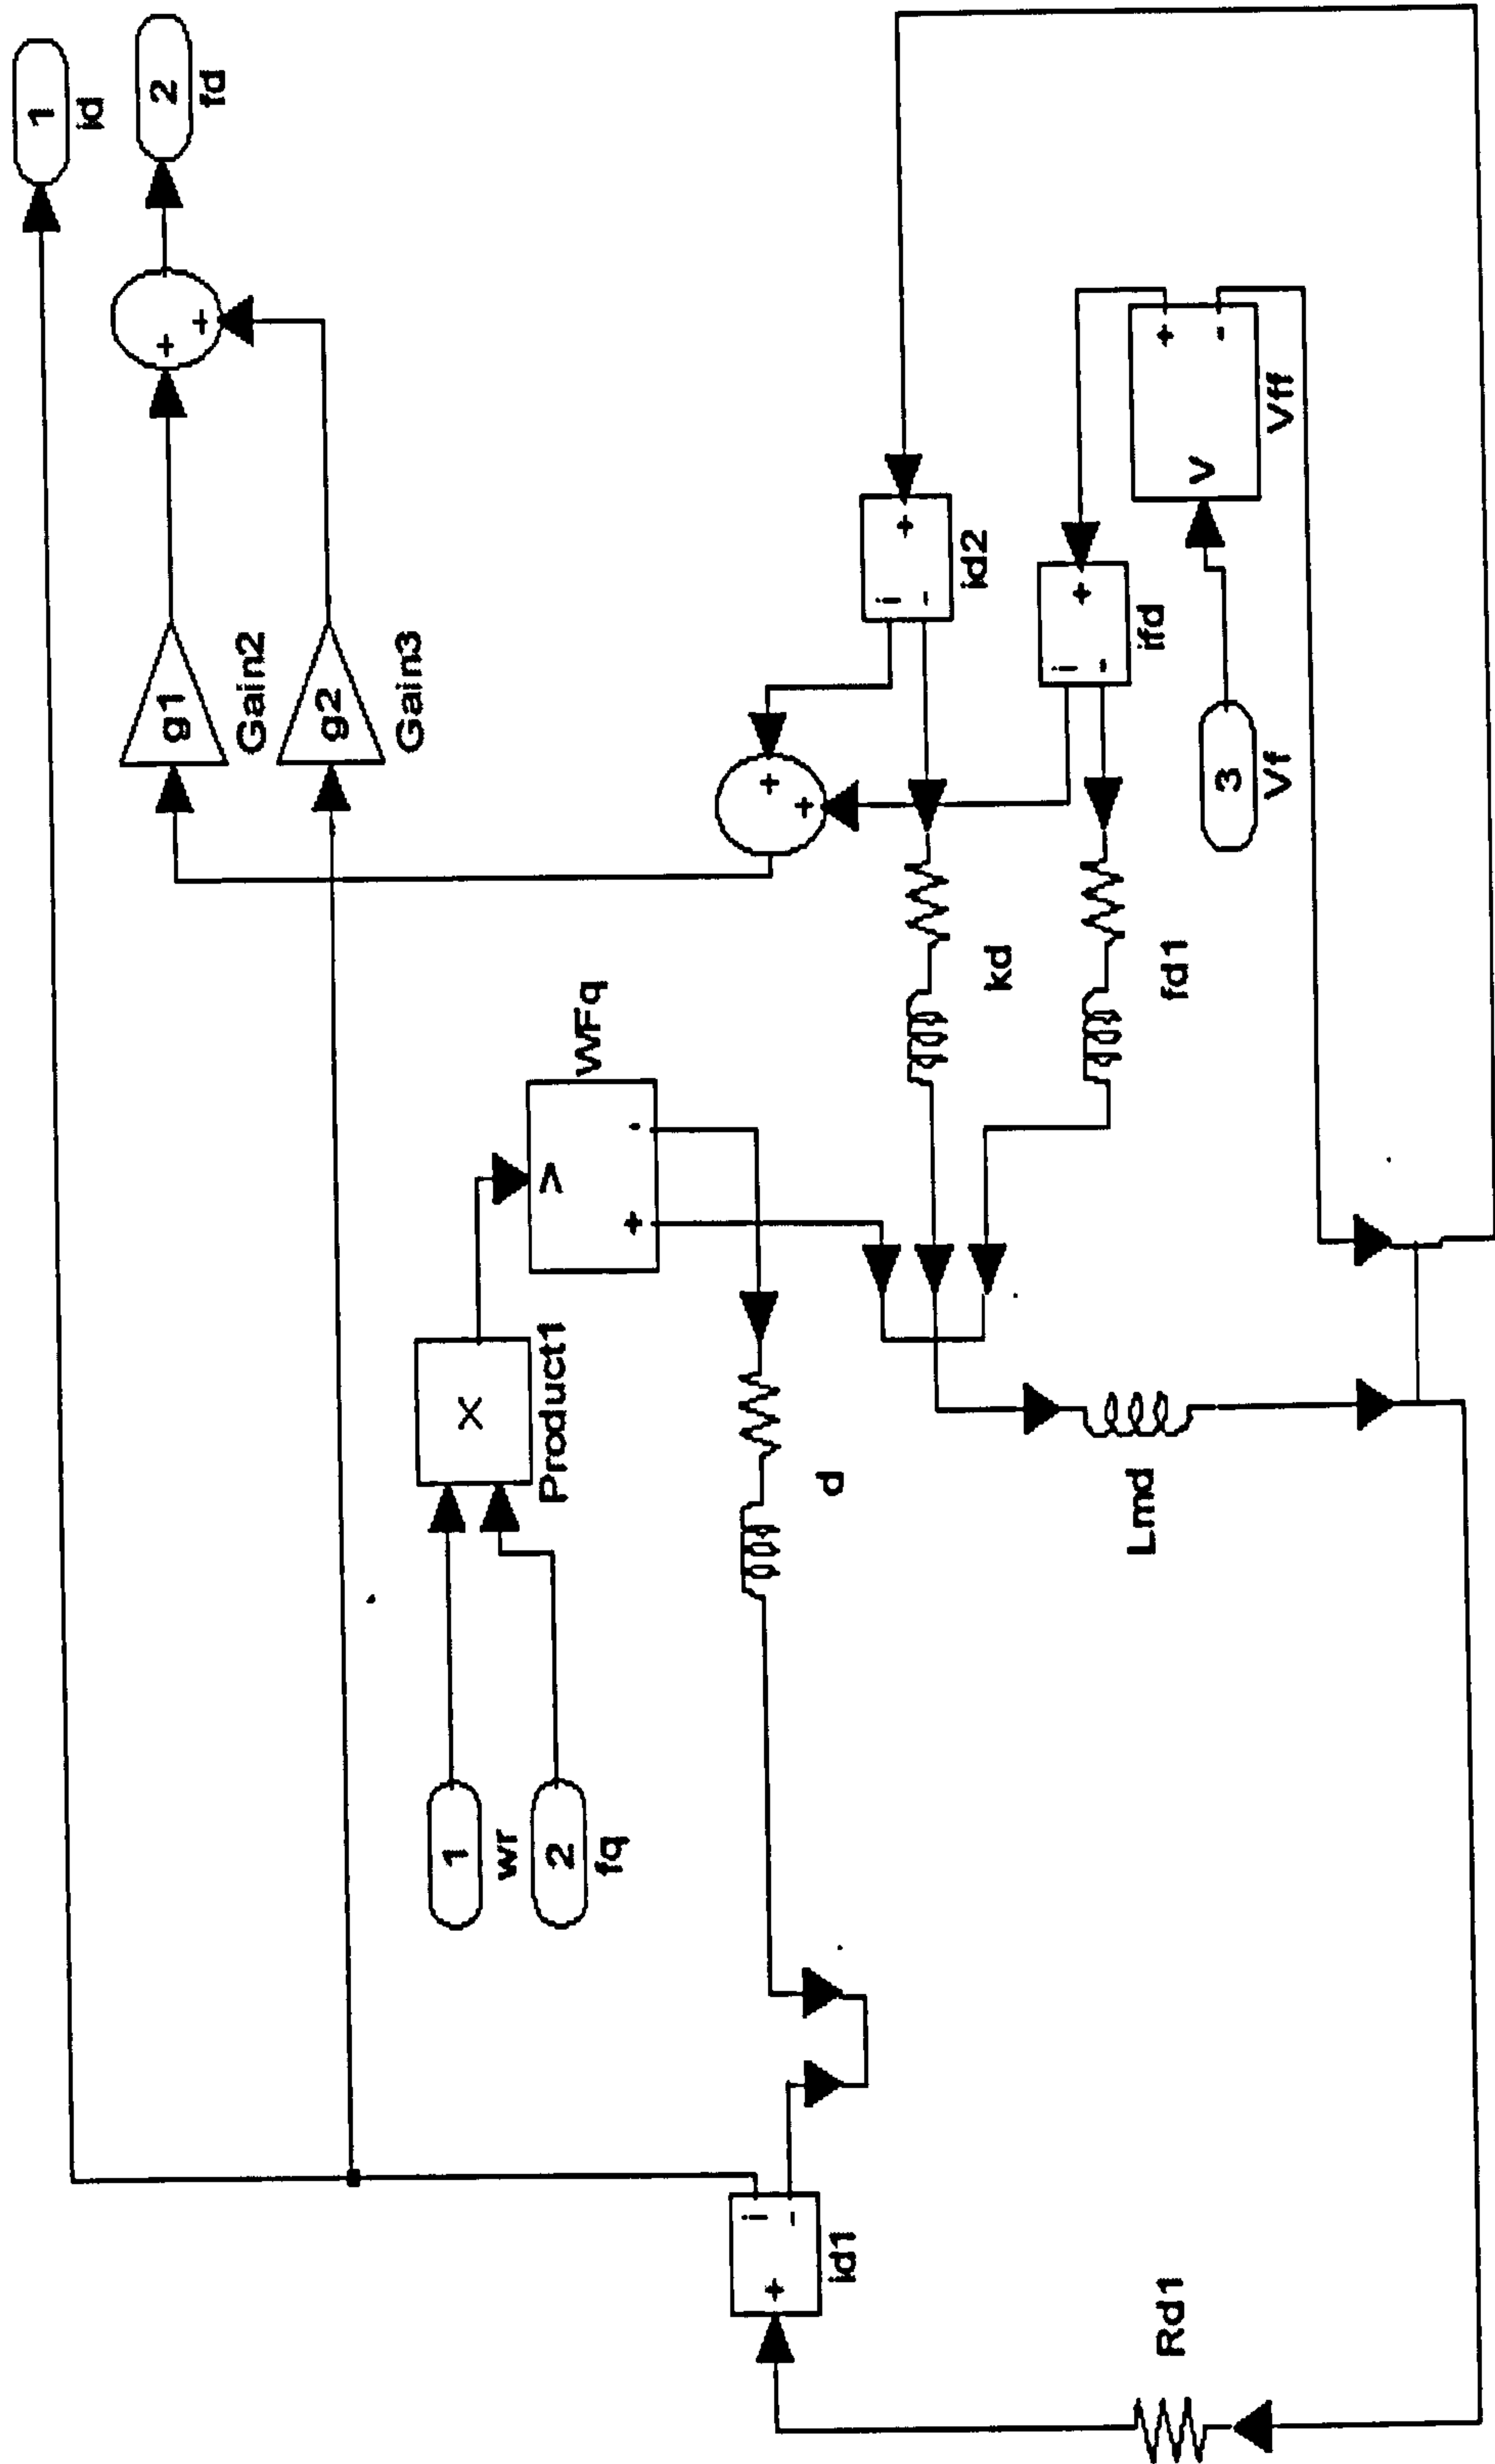 1
id
2
fd
+
+
g1
Gain2
g2
Gain3
1
wr
2
fq
X
Product1
V
+
-
WFq
+
+
i
-
+
id2
i
-
+
ifd
3
Vf
V
+
-
Vff
kd
fd1
d
Lmd
+
i
-
id1
Rd1